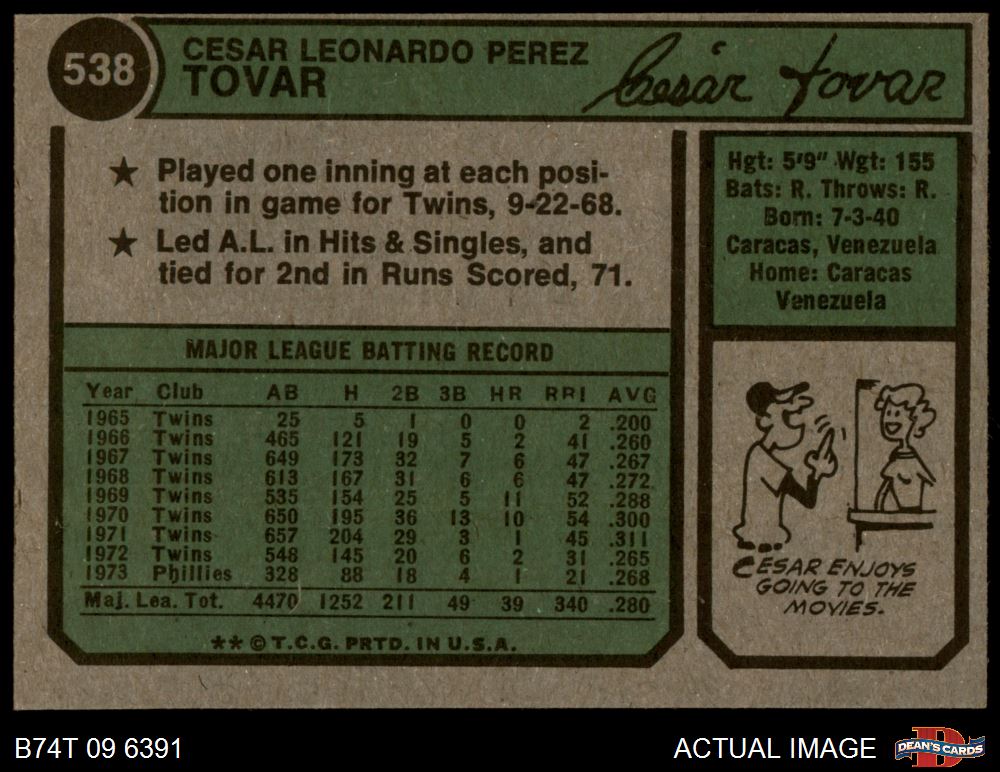 538
CESAR LEONARDO PEREZ
TOVAR
Cesár tovar
★ Played one inning at each posi-
tion in game for Twins, 9-22-68.
★ Led A.L. in Hits & Singles, and
tied for 2nd in Runs Scored, 71.
Hgt: 5'9" Wgt: 155
Bats: R. Throws: R.
Born: 7-3-40
Caracas, Venezuela
Home: Caracas
Venezuela
MAJOR LEAGUE BATTING RECORD
Year Club AB H 2B 3B HR RBI AVG
1965 Twins 25 5 1 0 0 2 .200
1966 Twins 465 121 19 5 2 41 .260
1967 Twins 649 173 32 7 6 47 .267
1968 Twins 613 167 31 6 6 47 .272
1969 Twins 535 154 25 5 11 52 .288
1970 Twins 650 195 36 13 10 54 .300
1971 Twins 657 204 29 3 1 45 .311
1972 Twins 548 145 20 6 2 31 .265
1973 Phillies 328 88 18 4 1 21 .268
Maj. Lea. Tot. 4470 1252 211 49 39 340 .280
** © T.C.G. PRTD. IN U.S.A.
CESAR ENJOYS
GOING TO THE
MOVIES.
B74T 09 6391
ACTUAL IMAGE
D
DEAN'S CARDS